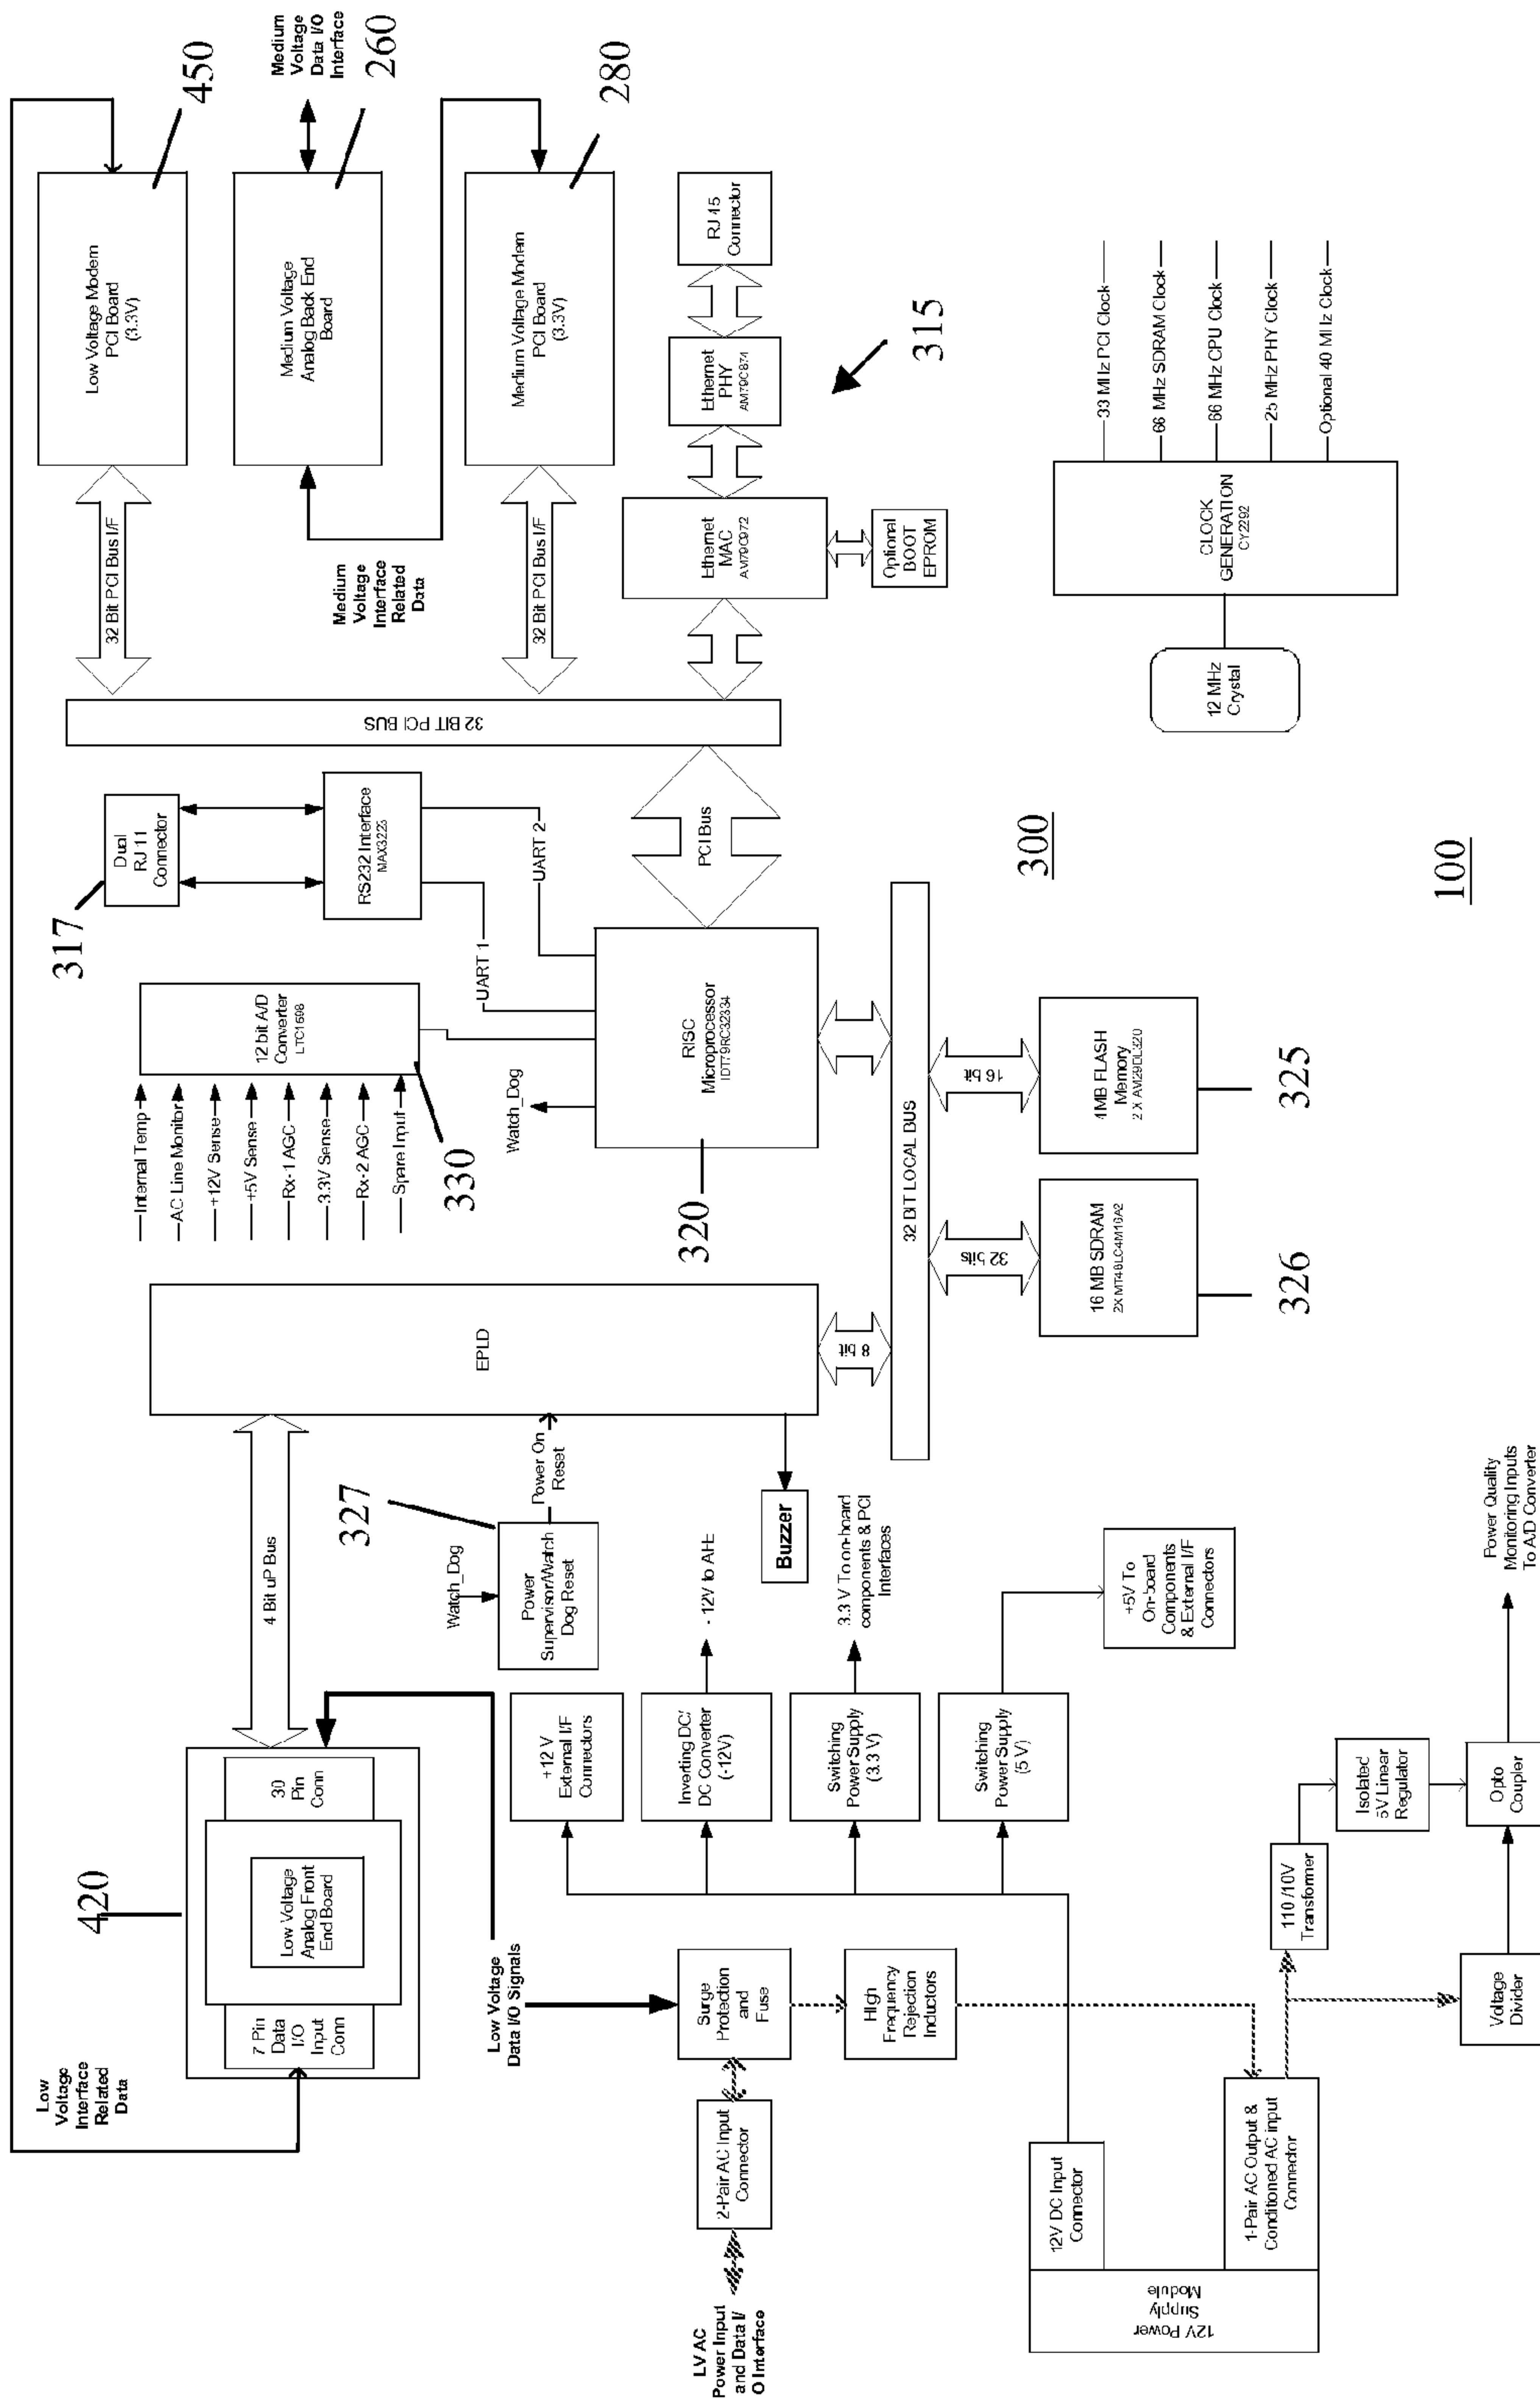 Low
Voltage
Interface
Related
Data
420
7 Pin
Data
I/O
Input
Conn
Low Voltage
Analog Front
End Board
30
Pin
Conn
4 Bit uP Bus
EPLD
Internal Temp
AC Line Monitor
+12V Sense
+5V Sense
Rx-1 AGC
3.3V Sense
Rx-2 AGC
Spare Input
330
12 bit A/D
Converter
317
Dual
RJ11
Connector
RS232 Interface
UART 1
UART 2
32 BIT PCI BUS
32 Bit PCI Bus I/F
Low Voltage Modem
PCI Board
(3.3V)
450
Medium Voltage
Analog Back End
Board
Medium
Voltage
Data I/O
Interface
260
Medium
Voltage
Interface
Related
Data
32 Bit PCI Bus I/F
Medium Voltage Modem
PCI Board
(3.3V)
280
Low Voltage
Data I/O Signals
327
Watch_Dog
Power
Supervisor/Watch
Dog Reset
Power On
Reset
Buzzer
8 bit
Watch_Dog
320
RISC
Microprocessor
IDT79RC32334
PCI Bus
Ethernet
MAC
Ethernet
PHY
RJ 45
Connector
Optional
BOOT
EPROM
315
LV AC
Power Input
and Data I/
O Interface
2-Pair AC Input
Connector
Surge
Protection
and
Fuse
HIgh
Frequency
Rejection
Inductors
+12 V
External I/F
Connectors
Inverting DC/
DC Converter
(-12V)
Switching
Power Supply
(3.3 V)
3.3 V To on-board
components & PCI
Interfaces
Switching
Power Supply
(5 V)
+5V To
On-board
Components
& External I/F
Connectors
32 BIT LOCAL BUS
32 bits
16 bit
16 MB SDRAM
326
4MB FLASH
Memory
325
300
12V Power
Supply
Module
12V DC Input
Connector
1-Pair AC Output &
Conditioned AC input
Connector
110 /10V
Transformer
Isolated
5V Linear
Regulator
Voltage
Divider
Opto
Coupler
Power Quality
Monitoring Inputs
To A/D Converter
12 MHz
Crystal
CLOCK
GENERATION
CY2292
33 MHz PCI Clock
66 MHz SDRAM Clock
66 MHz CPU Clock
25 MHz PHY Clock
Optional 40 MHz Clock
100